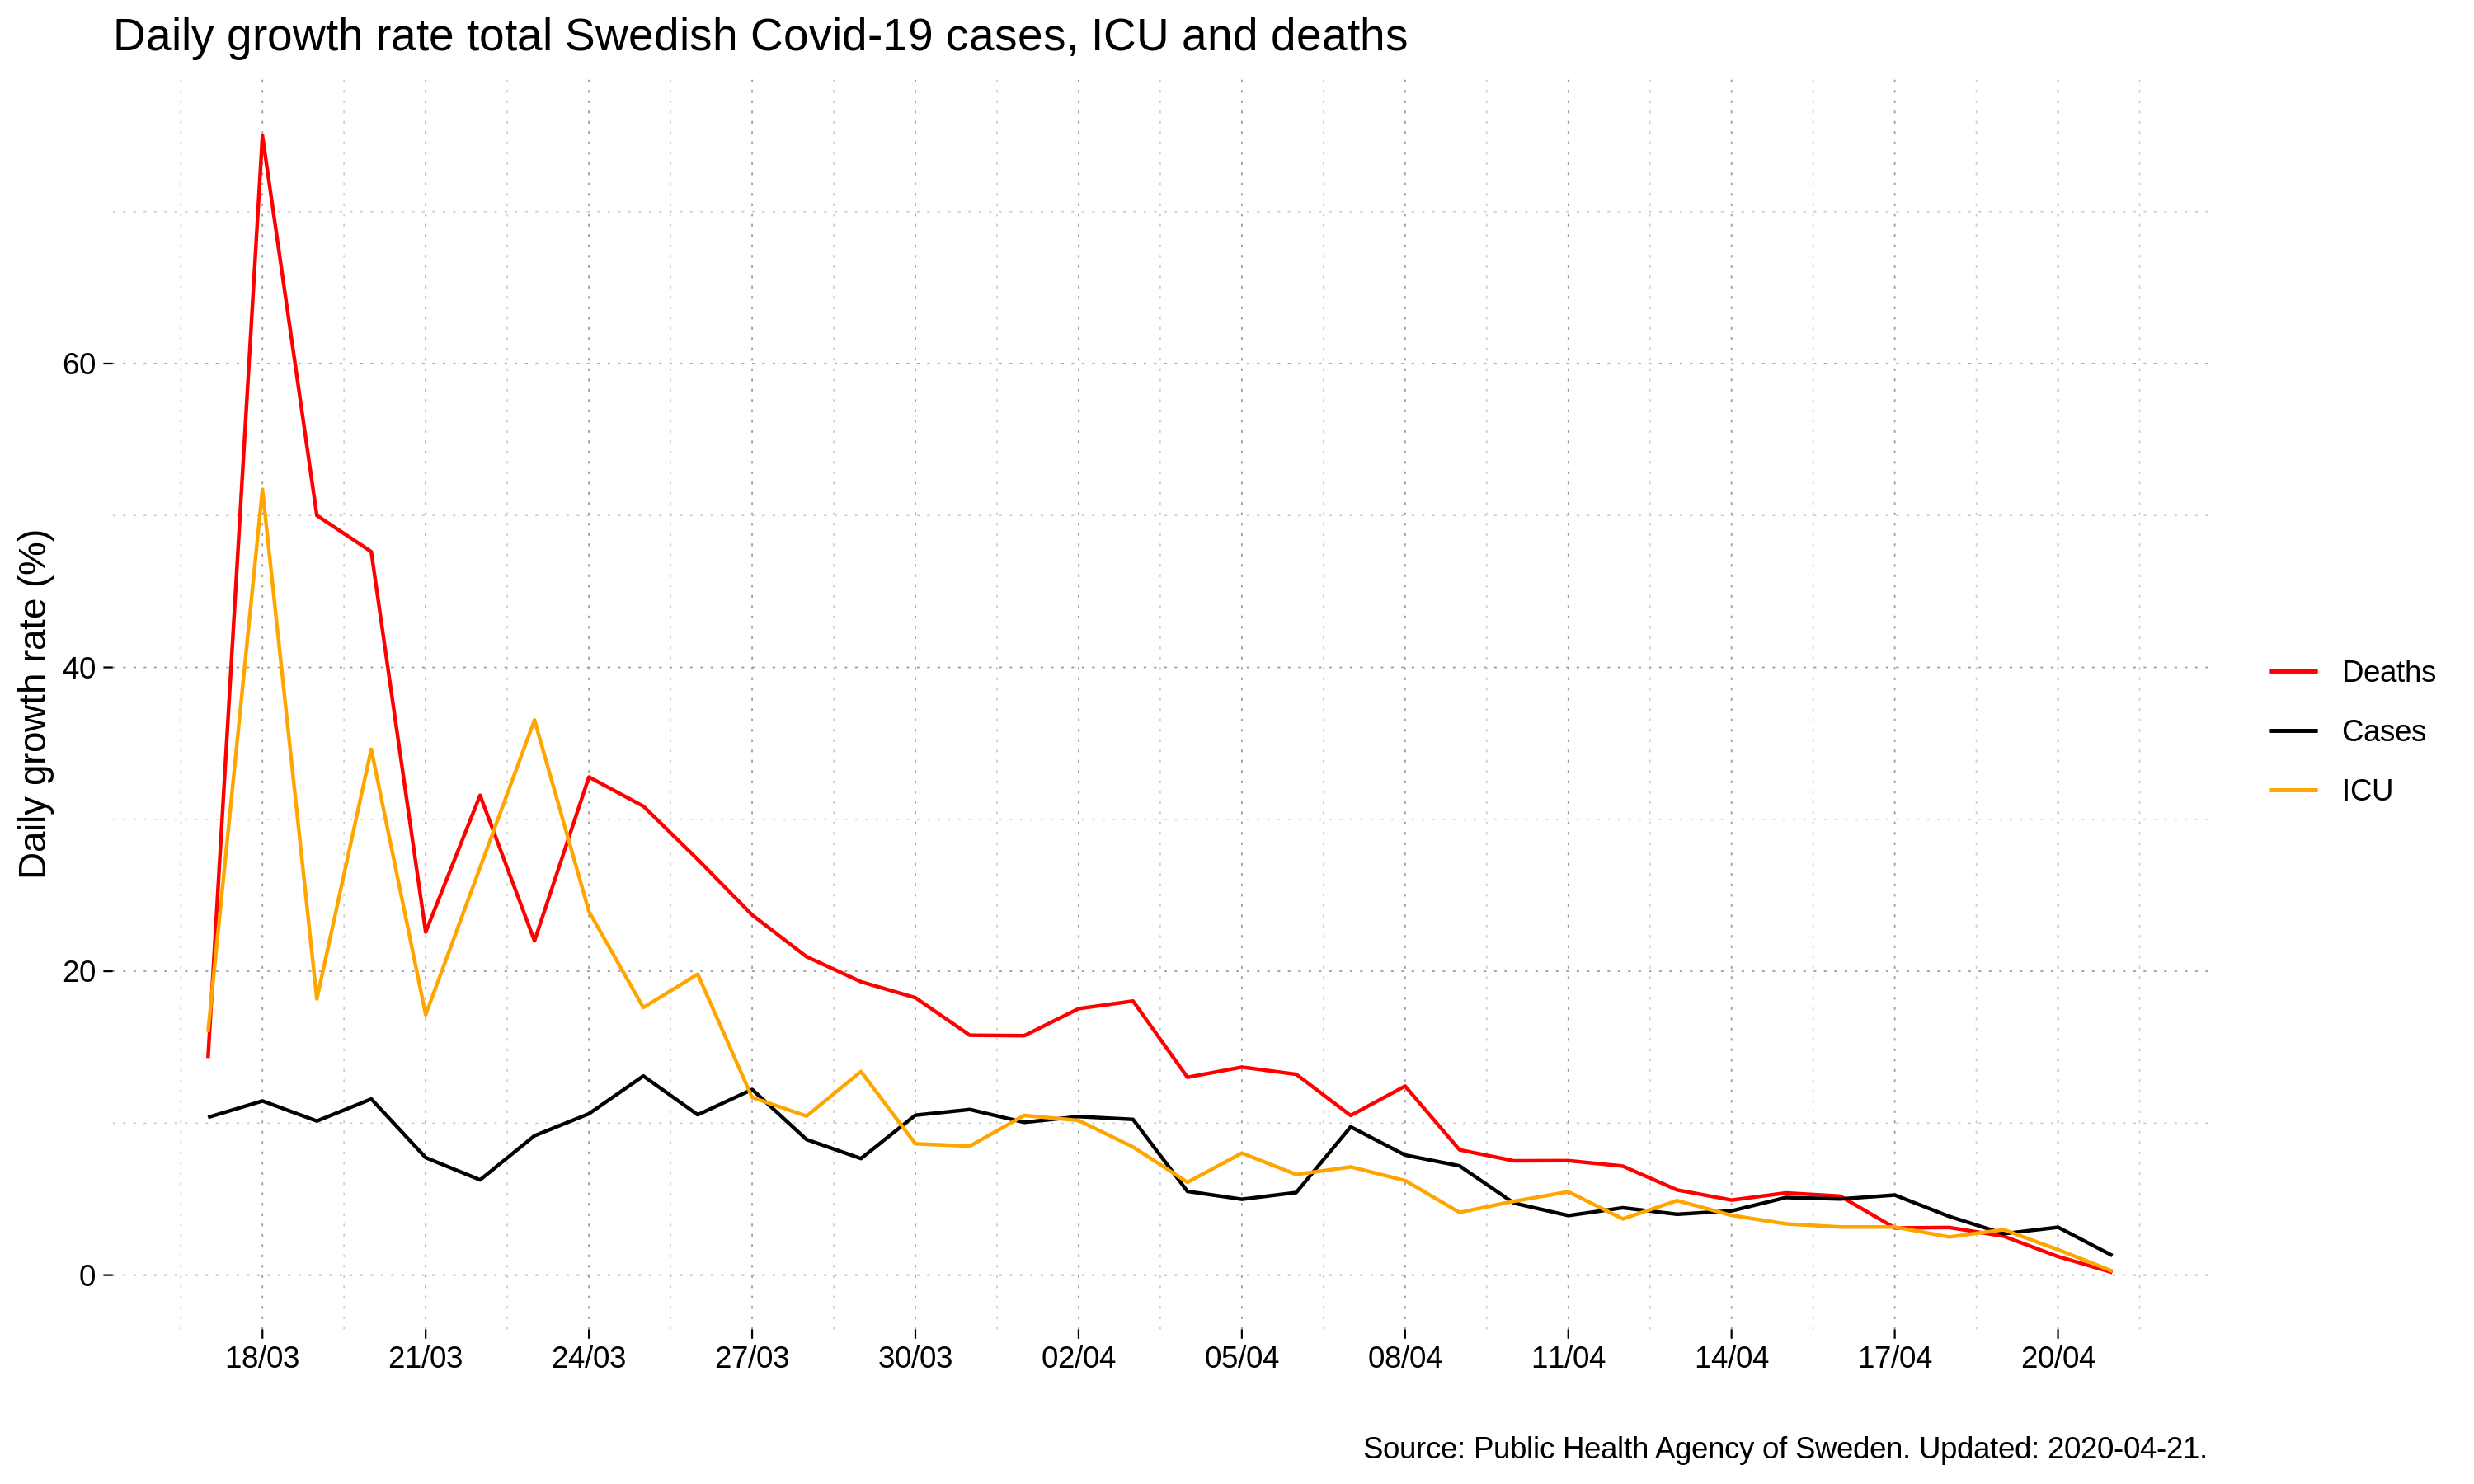 Daily growth rate total Swedish Covid-19 cases, ICU and deaths
Daily growth rate (%)
60
40
20
0
18/03 21/03 24/03 27/03 30/03 02/04 05/04 08/04 11/04 14/04 17/04 20/04
Deaths
Cases
ICU
Source: Public Health Agency of Sweden. Updated: 2020-04-21.